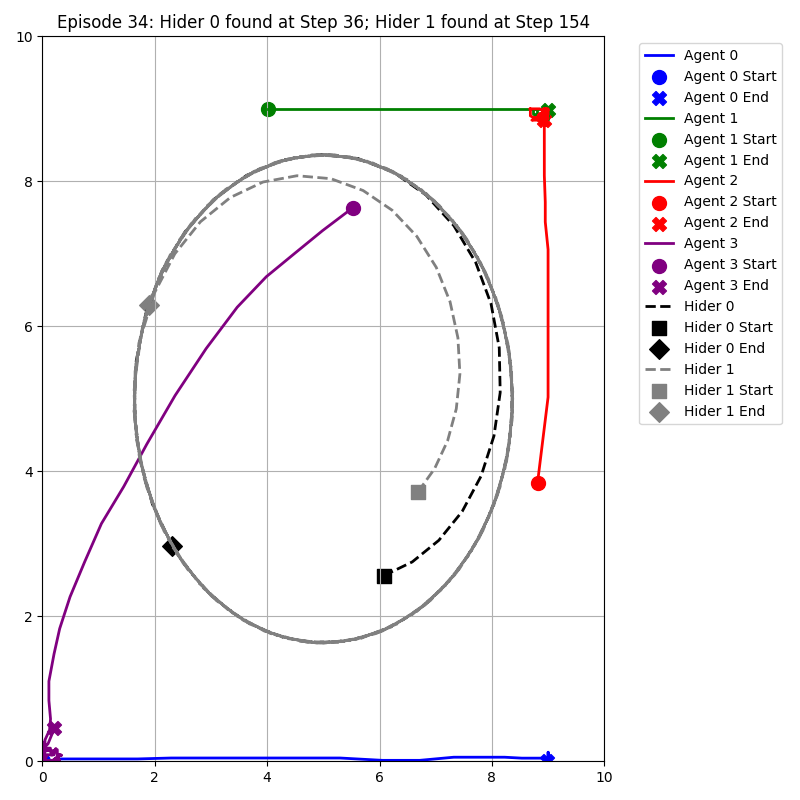 Episode 34: Hider 0 found at Step 36; Hider 1 found at Step 154
10
8
6
4
2
0
0
2
4
6
8
10
Agent 0
Agent 0 Start
Agent 0 End
Agent 1
Agent 1 Start
Agent 1 End
Agent 2
Agent 2 Start
Agent 2 End
Agent 3
Agent 3 Start
Agent 3 End
Hider 0
Hider 0 Start
Hider 0 End
Hider 1
Hider 1 Start
Hider 1 End